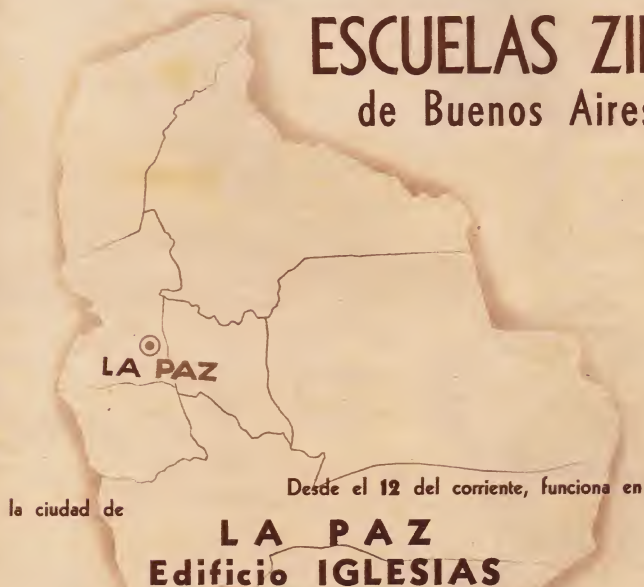 ESCUELAS
de Buenos Aires
LA PAZ
Desde el 12 del corriente, funciona en
la ciudad de
LA PAZ
Edificio IGLESIAS